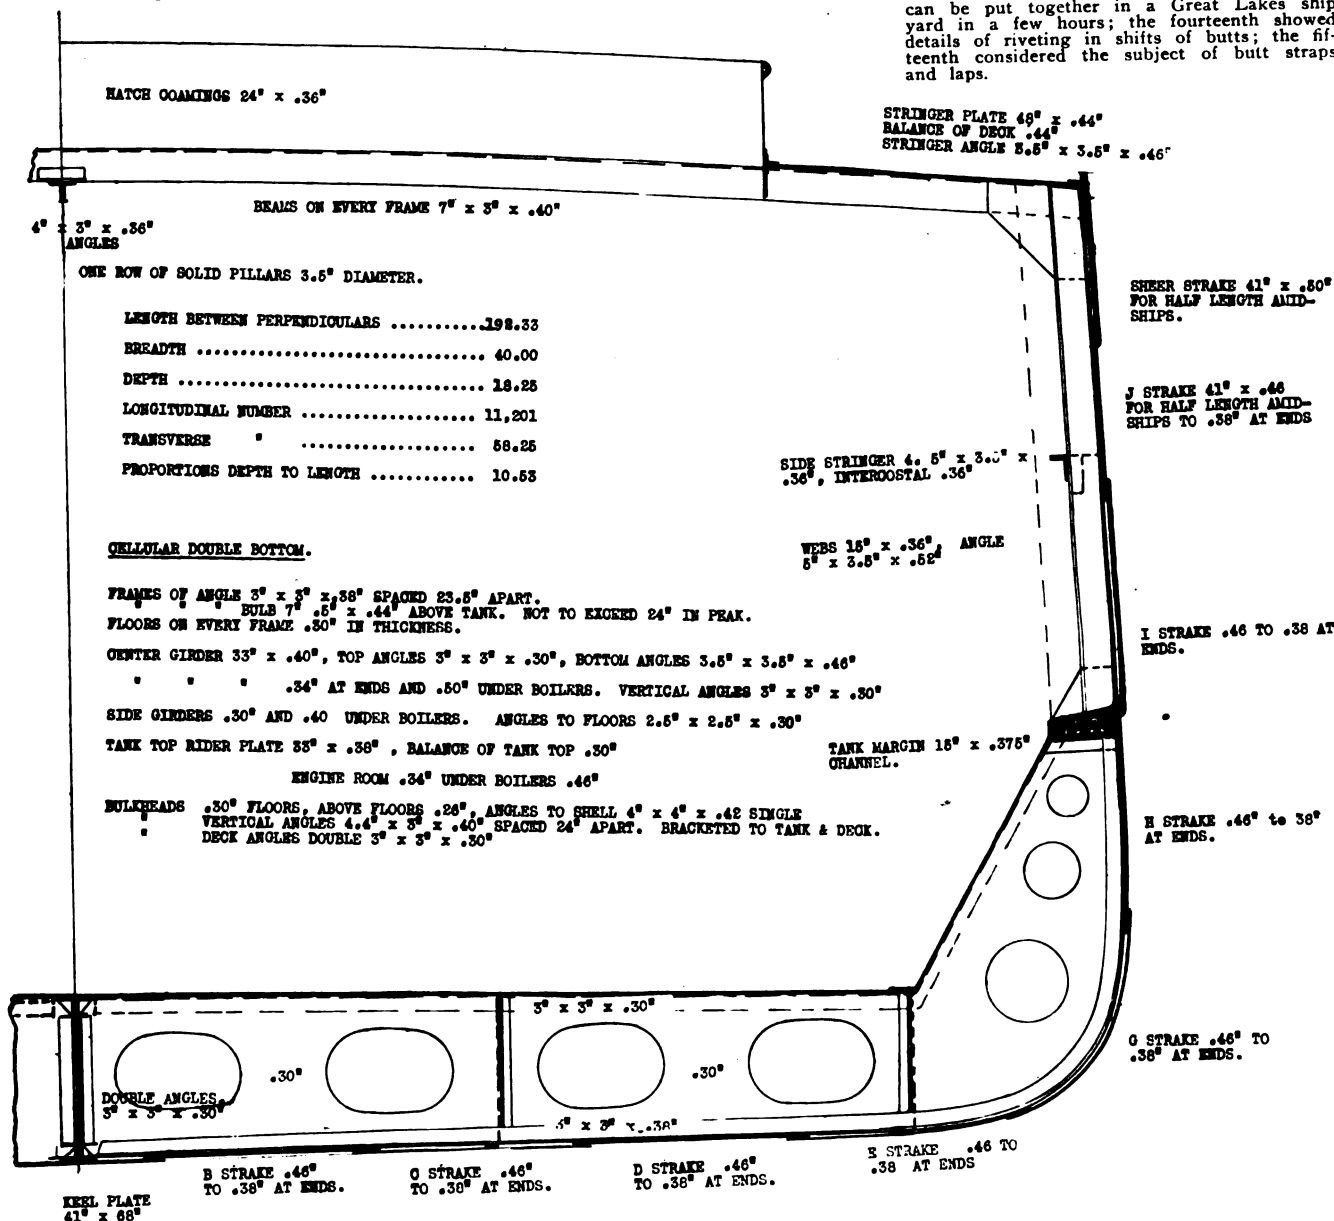 can be put together in a Great Lakes ship
yard in a few hours; the fourteenth showed
details of riveting in shifts of butts; the fif-
teenth considered the subject of butt straps
and laps.
HATCH COAMINGS 24" x .36"
STRINGER PLATE 48" x .44"
BALANCE OF DECK .44"
STRINGER ANGLE 3.5" x 3.5" x .46"
BEAMS ON EVERY FRAME 7" x 3" x .40"
4" x 3" x .36"
ANGLES
ONE ROW OF SOLID PILLARS 3.5" DIAMETER.
LENGTH BETWEEN PERPENDICULARS ...........198.33
BREADTH ................................ 40.00
DEPTH .................................. 18.25
LONGITUDINAL NUMBER ................... 11,201
TRANSVERSE " ................... 58.25
PROPORTIONS DEPTH TO LENGTH ............ 10.53
SHEER STRAKE 41" x .50"
FOR HALF LENGTH AMID-
SHIPS.
J STRAKE 41" x .46
FOR HALF LENGTH AMID-
SHIPS TO .38" AT ENDS
SIDE STRINGER 4. 5" x 3.5" x
.36", INTERCOSTAL .36"
WEBS 15" x .36", ANGLE
5" x 3.5" x .52"
CELLULAR DOUBLE BOTTOM.
FRAMES OF ANGLE 3" x 3" x.38" SPACED 23.5" APART.
" " " BULB 7" .5" x .44" ABOVE TANK. NOT TO EXCEED 24" IN PEAK.
FLOORS ON EVERY FRAME .30" IN THICKNESS.
CENTER GIRDER 33" x .40", TOP ANGLES 3" x 3" x .30", BOTTOM ANGLES 3.5" x 3.5" x .46"
" " " .34" AT ENDS AND .50" UNDER BOILERS. VERTICAL ANGLES 3" x 3" x .30"
SIDE GIRDERS .30" AND .40 UNDER BOILERS. ANGLES TO FLOORS 2.5" x 2.5" x .30"
TANK TOP RIDER PLATE 33" x .38" , BALANCE OF TANK TOP .30"
ENGINE ROOM .34" UNDER BOILERS .46"
BULKHEADS .30" FLOORS, ABOVE FLOORS .26", ANGLES TO SHELL 4" x 4" x .42 SINGLE
" VERTICAL ANGLES 4.4" x 3" x .40" SPACED 24" APART. BRACKETED TO TANK & DECK.
" DECK ANGLES DOUBLE 3" x 3" x .30"
I STRAKE .46 TO .38 AT
ENDS.
TANK MARGIN 15" x .375"
CHANNEL.
H STRAKE .46" to 38"
AT ENDS.
G STRAKE .46" TO
.38" AT ENDS.
3" x 3" x .30"
.30"
.30"
DOUBLE ANGLES.
3" x 3" x .30"
x 3" x .38"
B STRAKE .46"
TO .38" AT ENDS.
C STRAKE .46"
TO .38" AT ENDS.
D STRAKE .46"
TO .38" AT ENDS.
E STRAKE .46 TO
.38 AT ENDS
KEEL PLATE
41" x 68"